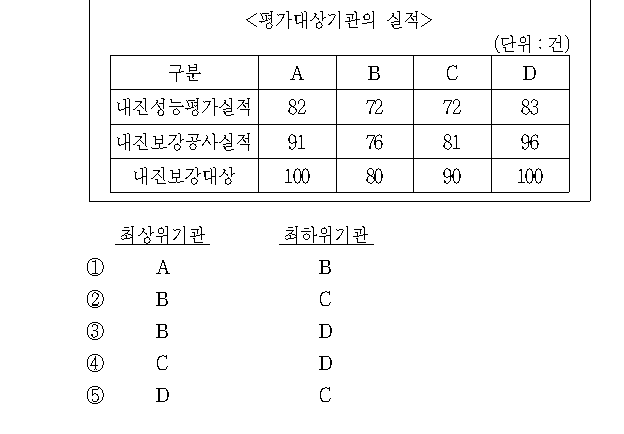 <평가대상기관의 실적>
(단위 : 건)
구분 A B C D
내진성능평가실적 82 72 72 83
내진보강공사실적 91 76 81 96
내진보강대상 100 80 90 100
최상위기관 최하위기관
① A B
② B C
③ B D
④ C D
⑤ D C